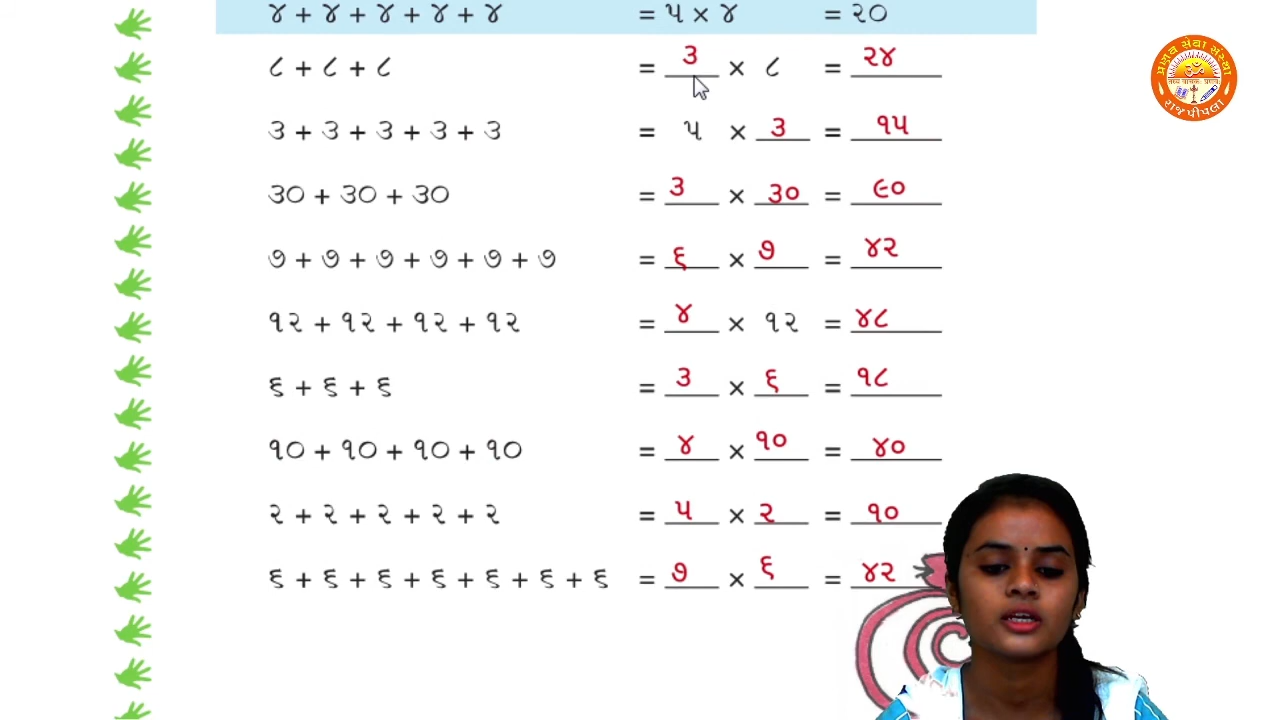 ૪ + ૪ + ૪ + ૪ + ૪ = ૫ × ૪ = ૨૦
૮ + ૮ + ૮ = ૩ × ૮ = ૨૪
૩ + ૩ + ૩ + ૩ + ૩ = ૫ × ૩ = ૧૫
૩૦ + ૩૦ + ૩૦ = ૩ × ૩૦ = ૯૦
૭ + ૭ + ૭ + ૭ + ૭ + ૭ = ૬ × ૭ = ૪૨
૧૨ + ૧૨ + ૧૨ + ૧૨ = ૪ × ૧૨ = ૪૮
૬ + ૬ + ૬ = ૩ × ૬ = ૧૮
૧૦ + ૧૦ + ૧૦ + ૧૦ = ૪ × ૧૦ = ૪૦
૨ + ૨ + ૨ + ૨ + ૨ = ૫ × ૨ = ૧૦
૬ + ૬ + ૬ + ૬ + ૬ + ૬ + ૬ = ૭ × ૬ = ૪૨
પ્રણવ સેવા સંસ્થા
રાજપીપલા